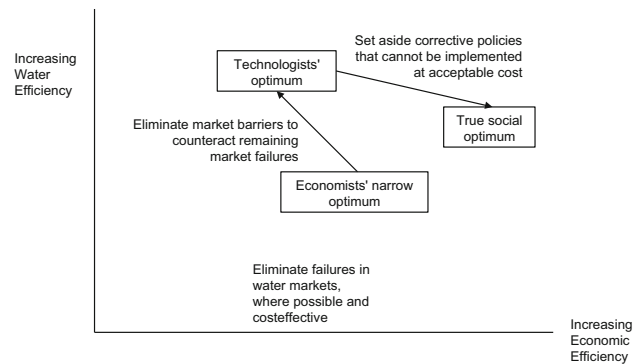 Increasing
Water
Efficiency
Technologists'
optimum
Set aside corrective policies
that cannot be implemented
at acceptable cost
True social
optimum
Eliminate market barriers to
counteract remaining
market failures
Economists' narrow
optimum
Eliminate failures in
water markets,
where possible and
costeffective
Increasing
Economic
Efficiency